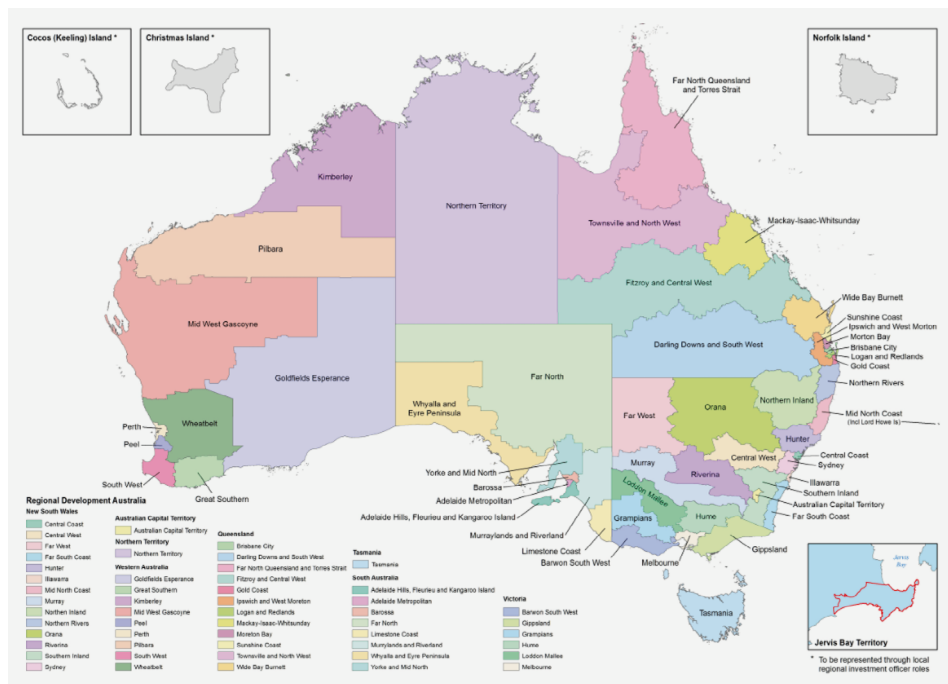 Cocos (Keeling) Island *
Christmas Island *
Norfolk Island *
Far North Queensland
and Torres Strait
Kimberley
Northern Territory
Townsville and North West
Mackay-Isaac-Whitsunday
Pilbara
Fitzroy and Central West
Wide Bay Burnett
Mid West Gascoyne
Sunshine Coast
Ipswich and West Morton
Morton Bay
Darling Downs and South West
Brisbane City
Logan and Redlands
Gold Coast
Goldfields Esperance
Far North
Northern Rivers
Whyalla and
Eyre Peninsula
Far West
Orana
Northern Inland
Mid North Coast
(incl Lord Howe Is)
Perth
Wheatbelt
Peel
Hunter
Central West
Central Coast
Sydney
Yorke and Mid North
Murray
Riverina
Illawarra
South West
Barossa
Loddon Mallee
Southern Inland
Great Southern
Adelaide Metropolitan
Australian Capital Territory
Adelaide Hills, Fleurieu and Kangaroo Island
Grampians
Hume
Far South Coast
Murraylands and Riverland
Limestone Coast
Gippsland
Barwon South West
Melbourne
Tasmania
Regional Development Australia
New South Wales
Central Coast
Central West
Far West
Far South Coast
Hunter
Illawarra
Mid North Coast
Murray
Northen Inland
Northern Rivers
Orana
Riverina
Southern Inland
Sydney
Australian Capital Territory
Australian Capital Territory
Northern Territory
Northern Territory
Western Australia
Goldfields Esperance
Great Southern
Kimberley
Mid West Gascoyne
Peel
Perth
Pilbara
South West
Wheatbelt
Queensland
Brisbane City
Darling Downs and South West
Far North Queensland and Torres Strait
Fitzroy and Central West
Gold Coast
Ipswich and West Moreton
Logan and Redlands
Mackay-Isaac-Whitsunday
Moreton Bay
Sunshine Coast
Townsville and North West
Wide Bay Burnett
Tasmania
Tasmania
South Australia
Adelaide Hills, Fleurieu and Kangaroo Island
Adelaide Metropolitan
Barossa
Far North
Limestone Coast
Murrylands and Riverland
Whyalla and Eyre Peninsula
Yorke and Mid North
Victoria
Barwon South West
Gippsland
Grampians
Hume
Loddon Mallee
Melbourne
Jervis
Bay
Jervis Bay Territory
* To be represented through local
regional investment officer roles